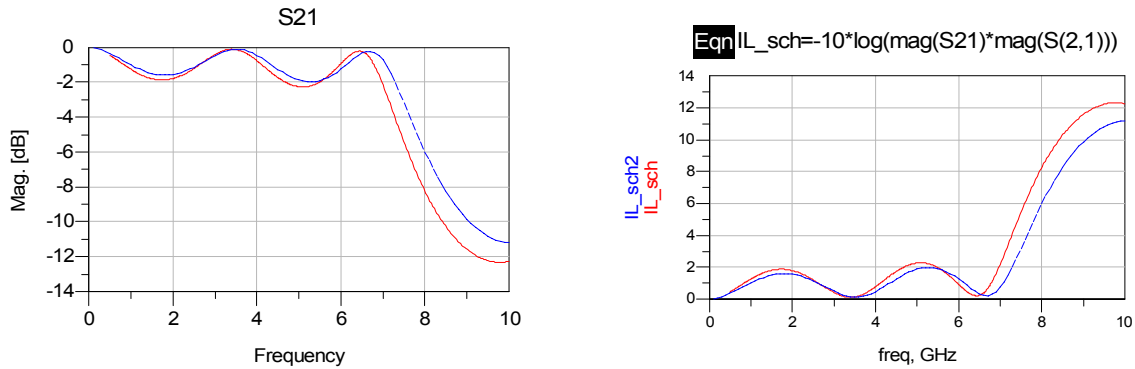 S21
0
-2
-4
-6
-8
-10
-12
-14
Mag. [dB]
0 2 4 6 8 10
Frequency
Eqn IL_sch=-10*log(mag(S21)*mag(S(2,1)))
14
12
10
8
6
4
2
0
IL_sch2
IL_sch
0 2 4 6 8 10
freq, GHz